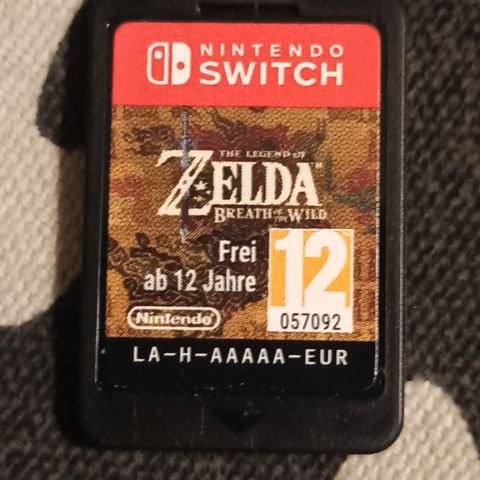 NINTENDO
SWITCH
THE LEGEND OF
ZELDA™
BREATH OF THE WILD
Frei
ab 12 Jahre
12
057092
Nintendo
LA-H-AAAAA-EUR